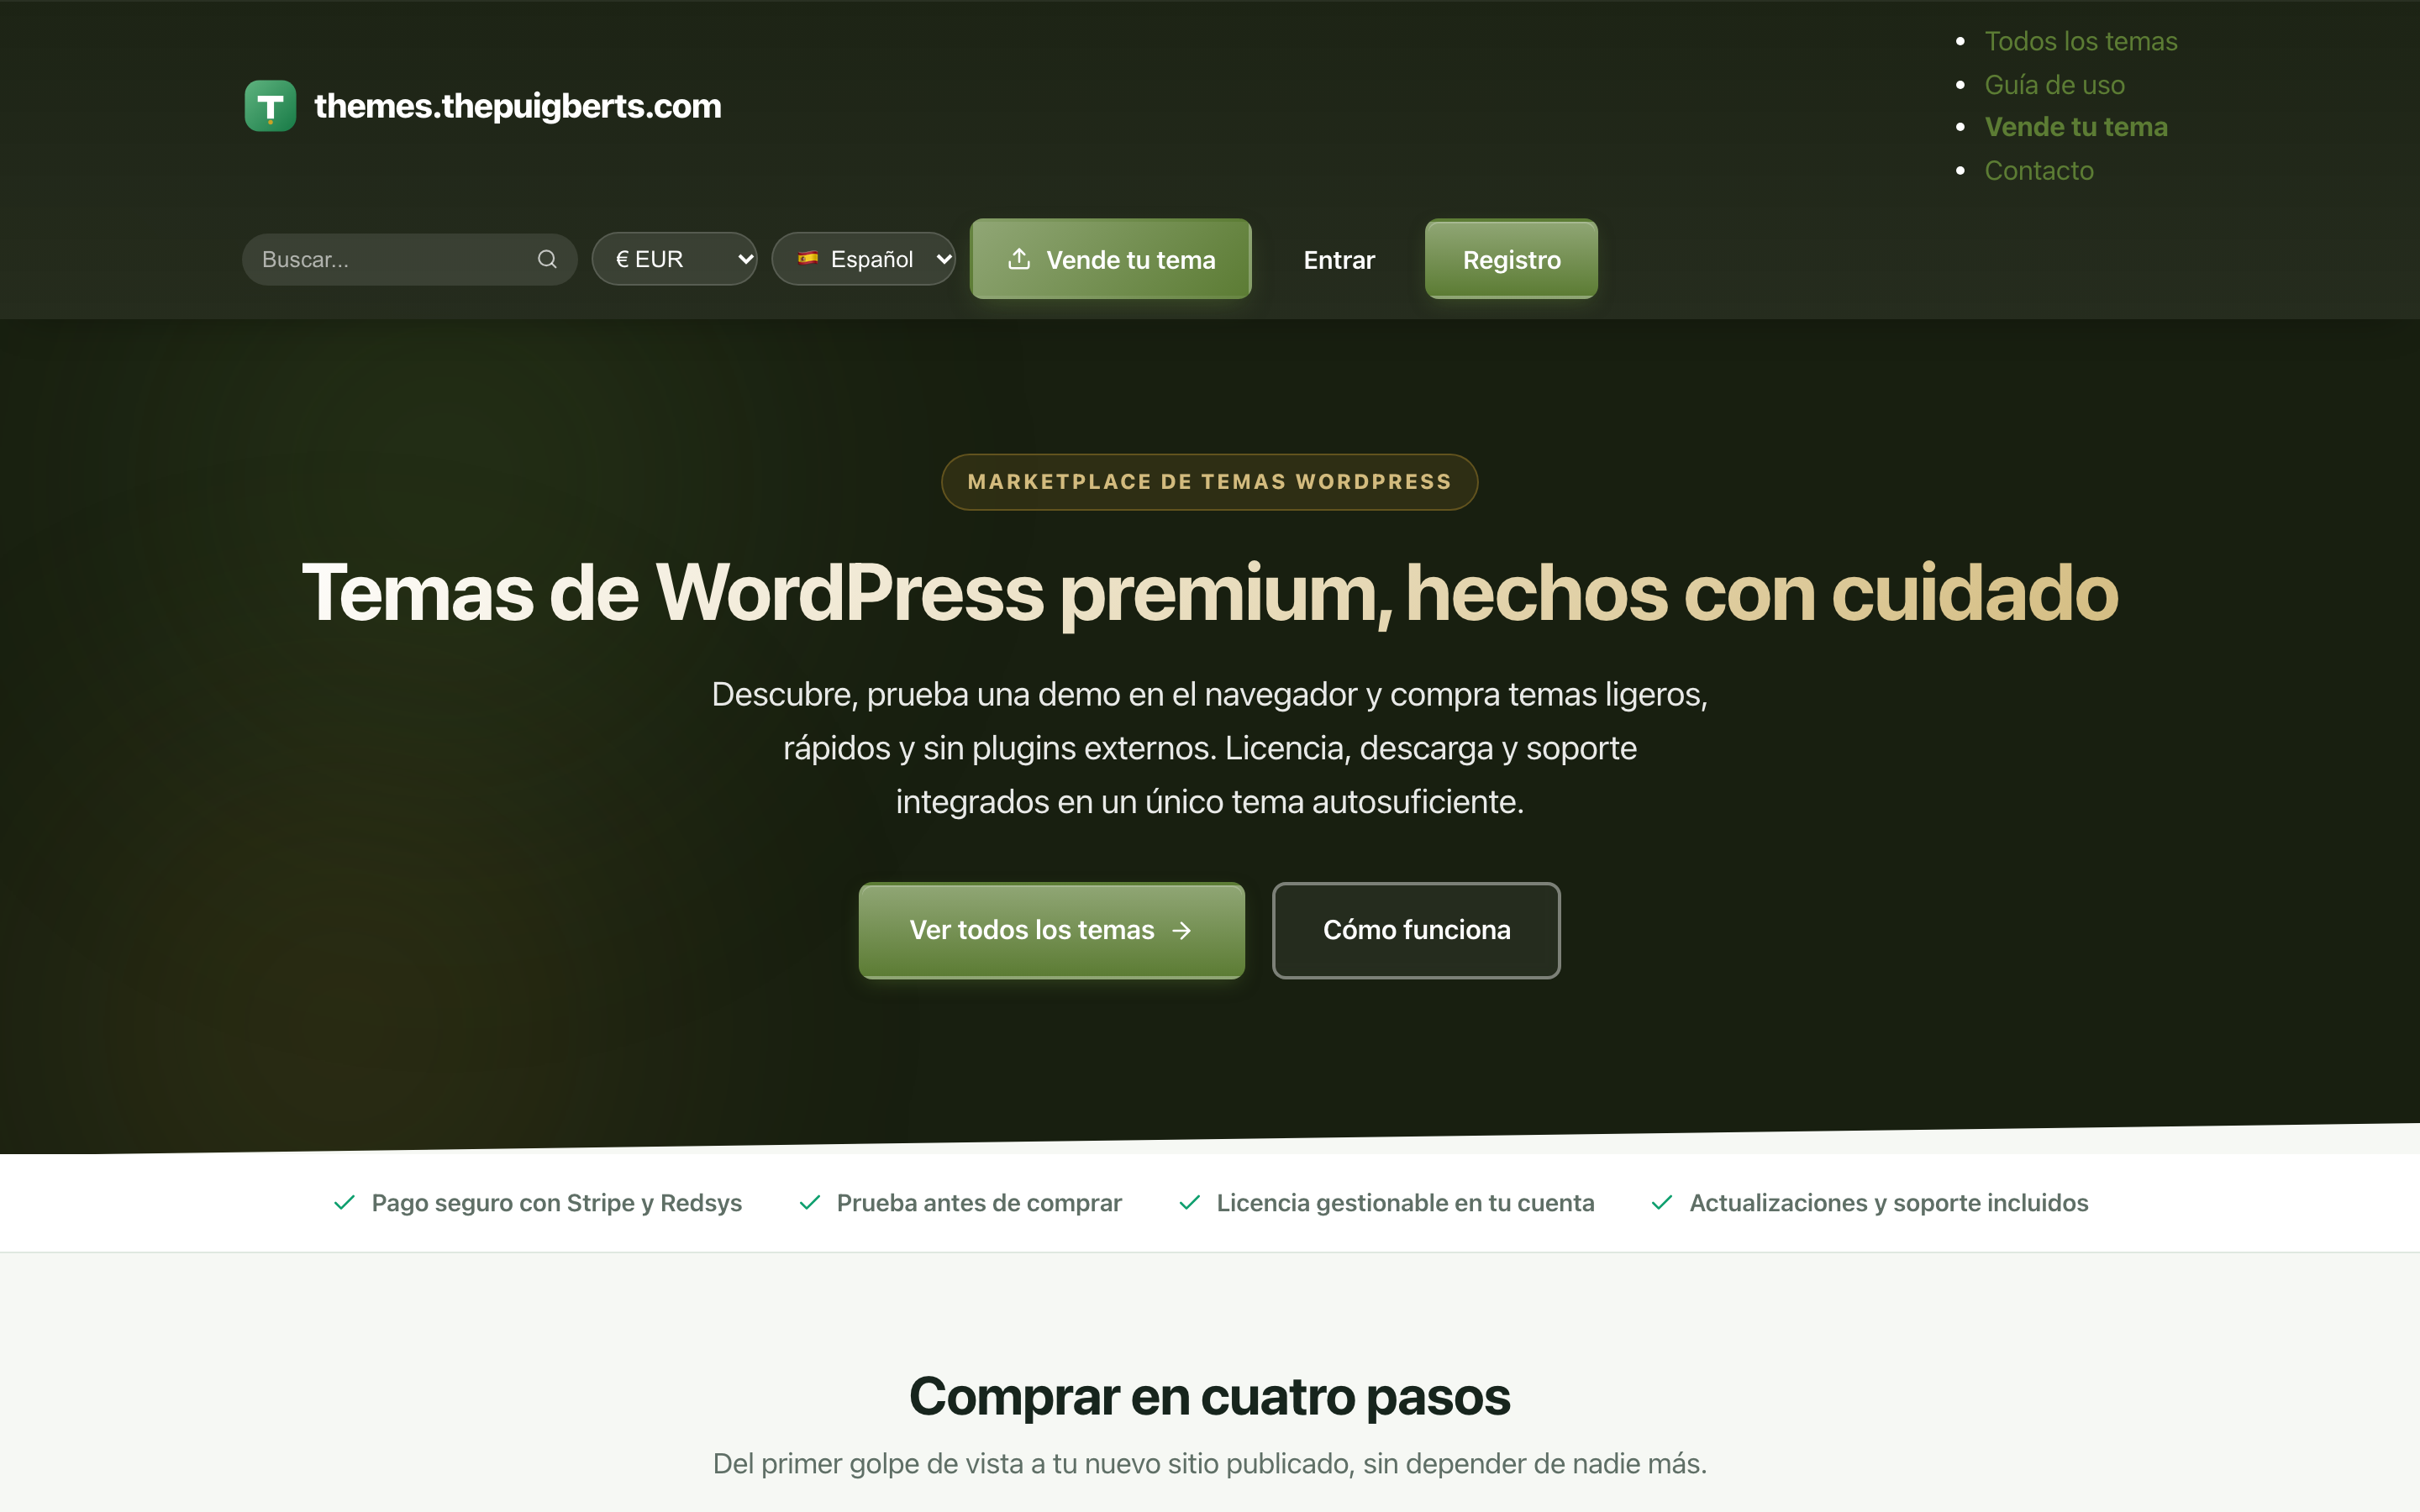 themes.thepuigberts.com
Todos los temas
Guía de uso
Vende tu tema
Contacto
Buscar...
€ EUR
Español
Vende tu tema
Entrar
Registro
MARKETPLACE DE TEMAS WORDPRESS
Temas de WordPress premium, hechos con cuidado
Descubre, prueba una demo en el navegador y compra temas ligeros,
rápidos y sin plugins externos. Licencia, descarga y soporte
integrados en un único tema autosuficiente.
Ver todos los temas →
Cómo funciona
Pago seguro con Stripe y Redsys
Prueba antes de comprar
Licencia gestionable en tu cuenta
Actualizaciones y soporte incluidos
Comprar en cuatro pasos
Del primer golpe de vista a tu nuevo sitio publicado, sin depender de nadie más.